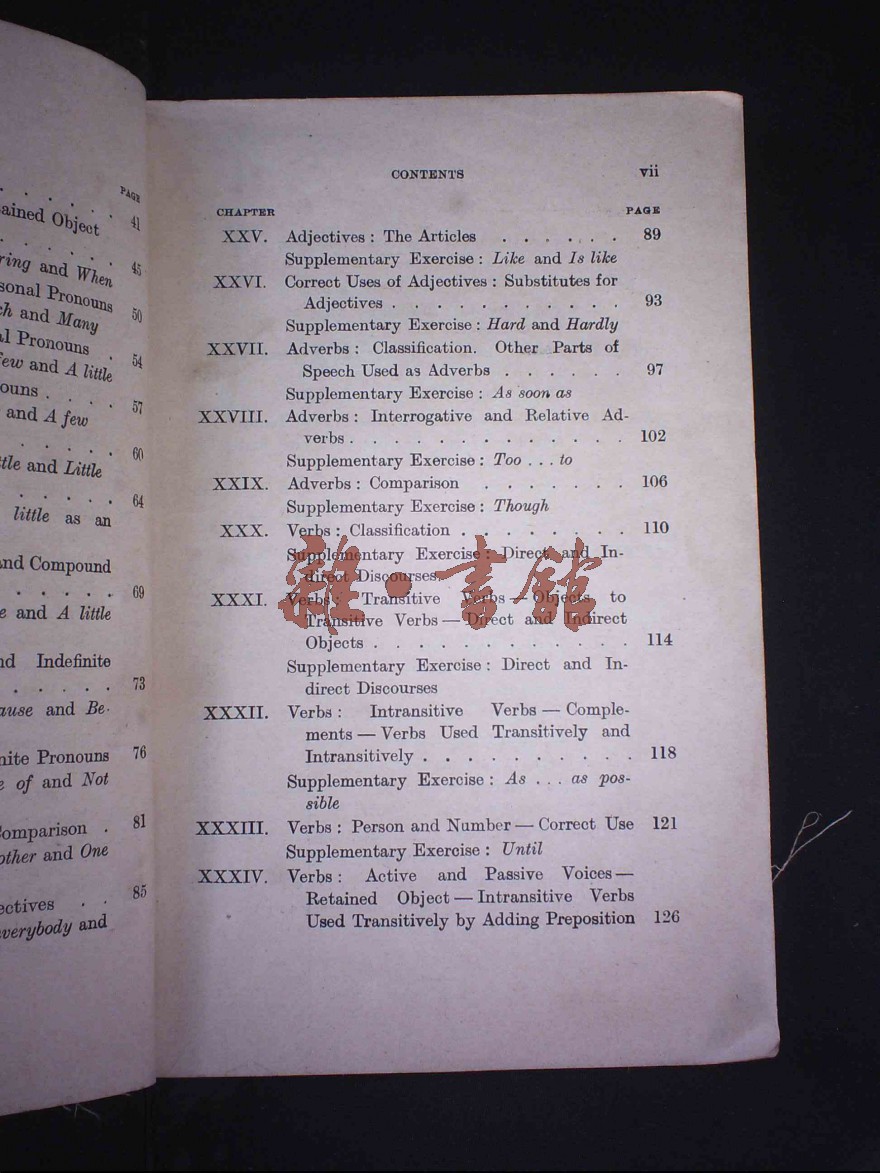 PAGE
ained Object
41
ring and When
45
sonal Pronouns
ch and Many
50
al Pronouns .
54
few and A little
ouns . . . .
57
and A few
60
tle and Little
64
little as an
and Compound
69
e and A little
nd Indefinite
73
ause and Be-
nite Pronouns 76
e of and Not
Comparison . 81
other and One
ectives . . 85
everybody and
CONTENTS vii
CHAPTER PAGE
XXV. Adjectives : The Articles . . . . . . 89
Supplementary Exercise : Like and Is like
XXVI. Correct Uses of Adjectives : Substitutes for
Adjectives . . . . . . . . . . . 93
Supplementary Exercise : Hard and Hardly
XXVII. Adverbs : Classification. Other Parts of
Speech Used as Adverbs . . . . . . 97
Supplementary Exercise : As soon as
XXVIII. Adverbs : Interrogative and Relative Ad-
verbs . . . . . . . . . . . . . 102
Supplementary Exercise : Too . . . to
XXIX. Adverbs : Comparison . . . . . . 106
Supplementary Exercise : Though
XXX. Verbs : Classification . . . . . . . . 110
Supplementary Exercise : Direct and In-
direct Discourses.
XXXI. Verbs : Transitive Verbs — Objects to
Transitive Verbs — Direct and Indirect
Objects . . . . . . . . . . . . 114
Supplementary Exercise : Direct and In-
direct Discourses
XXXII. Verbs : Intransitive Verbs — Comple-
ments — Verbs Used Transitively and
Intransitively . . . . . . . . . . 118
Supplementary Exercise : As . . . as pos-
sible
XXXIII. Verbs : Person and Number — Correct Use 121
Supplementary Exercise : Until
XXXIV. Verbs : Active and Passive Voices —
Retained Object — Intransitive Verbs
Used Transitively by Adding Preposition 126
雜·書館